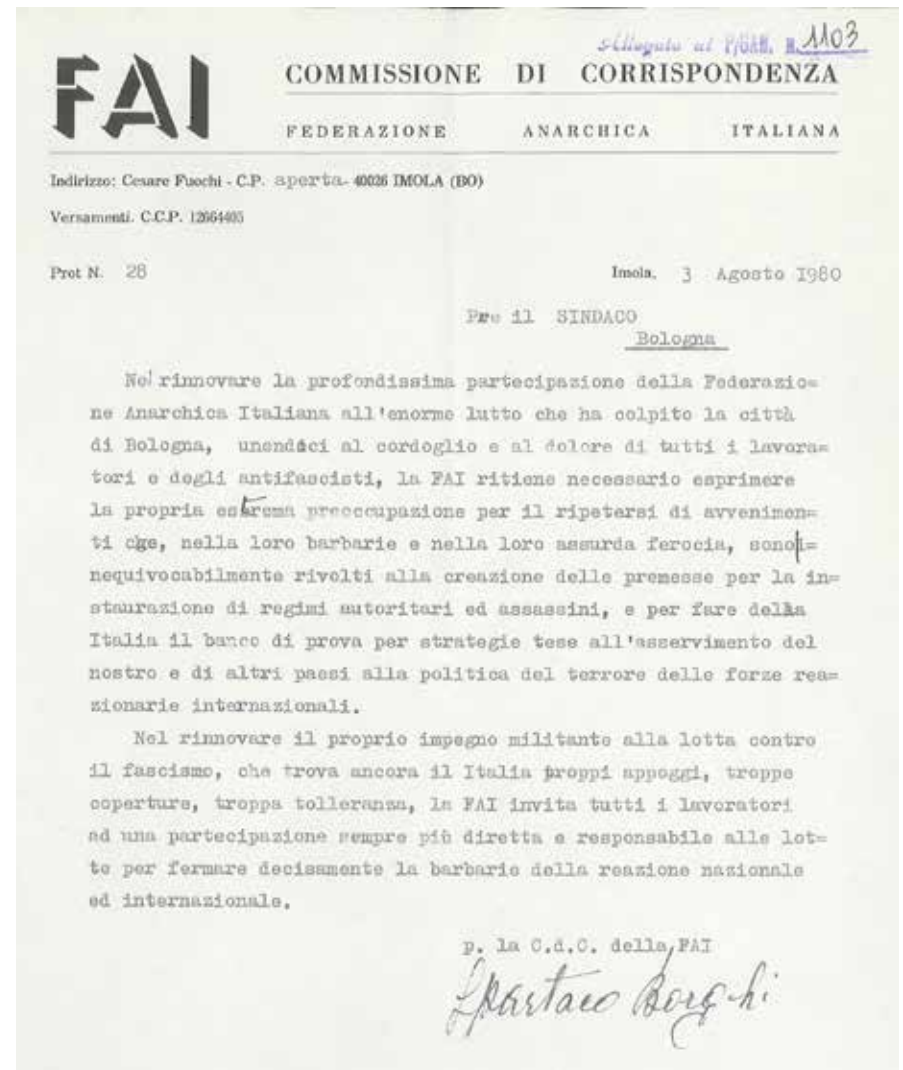 Allegato al P/GAB. N. 1103
FAI
COMMISSIONE DI CORRISPONDENZA
FEDERAZIONE ANARCHICA ITALIANA
Indirizzo: Cesare Fuochi - C.P. aperta- 40026 IMOLA (BO)
Versamenti. C.C.P. 12664405
Prot N. 28
Imola, 3 Agosto 1980
Pre il SINDACO
Bologna
Nel rinnovare la profondissima partecipazione della Federazio=
ne Anarchica Italiana all'enorme lutto che ha colpito la città
di Bologna, unendoci al cordoglio e al dolore di tutti i lavora=
tori e degli antifascisti, la FAI ritiene necessario esprimere
la propria estrema preoccupazione per il ripetersi di avvenimen=
ti che, nella loro barbarie e nella loro assurda ferocia, sono i=
nequivocabilmente rivolti alla creazione delle premesse per la in=
staurazione di regimi autoritari ed assassini, e per fare della
Italia il banco di prova per strategie tese all'asservimento del
nostro e di altri paesi alla politica del terrore delle forze rea=
zionarie internazionali.
Nel rinnovare il proprio impegno militante alla lotta contro
il fascismo, che trova ancora il Italia troppi appoggi, troppe
coperture, troppa tolleranza, la FAI invita tutti i lavoratori
ad una partecipazione sempre più diretta e responsabile alle lot=
te per fermare decisamente la barbarie della reazione nazionale
ed internazionale.
p. la C.d.C. della FAI
Spartaco Borghi